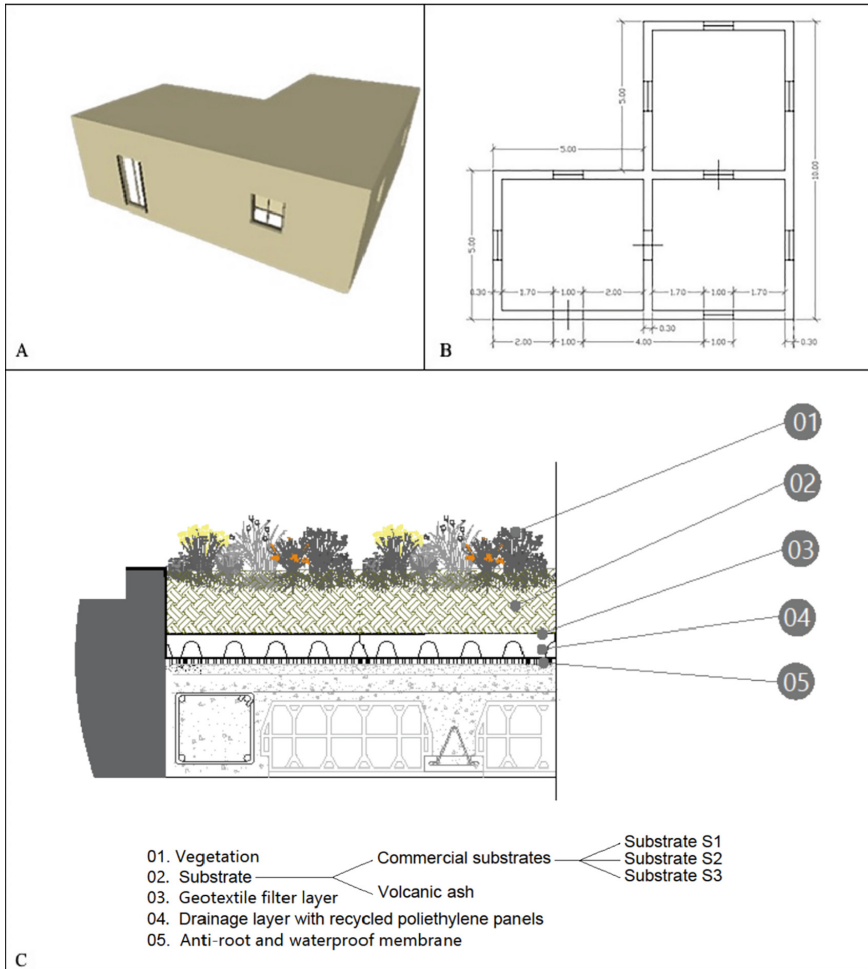 A
5.00
5.00
10.00
5.00
0.30
1.70
1.00
2.00
1.70
1.00
1.70
0.30
2.00
1.00
4.00
1.00
0.30
B
01
02
03
04
05
01. Vegetation
02. Substrate
Commercial substrates
Volcanic ash
Substrate S1
Substrate S2
Substrate S3
03. Geotextile filter layer
04. Drainage layer with recycled poliethylene panels
05. Anti-root and waterproof membrane
C